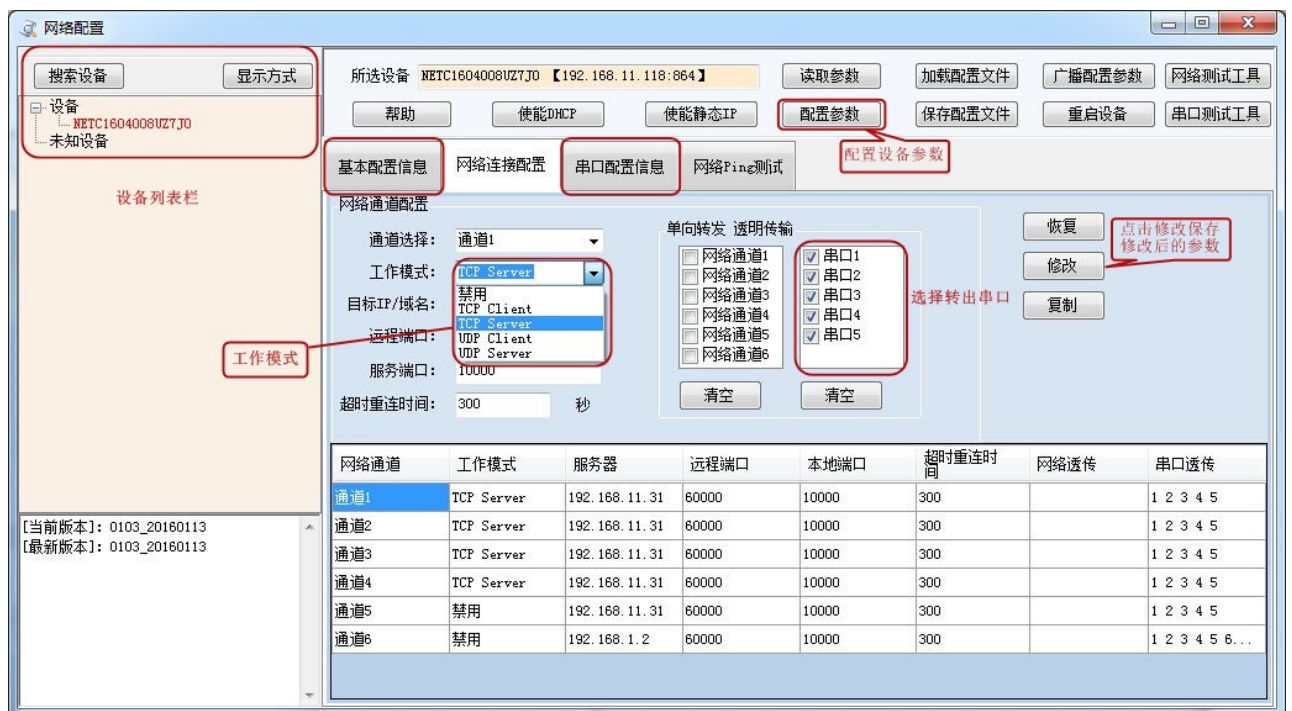 网络配置
搜索设备 显示方式
设备
NETC1604008UZ7J0
未知设备
设备列表栏
[当前版本]: 0103_20160113
[最新版本]: 0103_20160113
所选设备 NETC1604008UZ7J0 【192.168.11.118:864】 读取参数 加载配置文件 广播配置参数 网络测试工具
帮助 使能DHCP 使能静态IP 配置参数 保存配置文件 重启设备 串口测试工具
配置设备参数
基本配置信息 网络连接配置 串口配置信息 网络Ping测试
网络通道配置
通道选择: 通道1
工作模式: TCP Server
禁用
TCP Client
TCP Server
UDP Client
UDP Server
目标IP/域名:
远程端口:
服务端口: 10000
超时重连时间: 300 秒
工作模式
单向转发 透明传输
网络通道1 串口1
网络通道2 串口2
网络通道3 串口3
网络通道4 串口4
网络通道5 串口5
网络通道6
清空 清空
选择转出串口
恢复
修改
复制
点击修改保存
修改后的参数
网络通道 工作模式 服务器 远程端口 本地端口 超时重连时间 网络透传 串口透传
通道1 TCP Server 192.168.11.31 60000 10000 300 1 2 3 4 5
通道2 TCP Server 192.168.11.31 60000 10000 300 1 2 3 4 5
通道3 TCP Server 192.168.11.31 60000 10000 300 1 2 3 4 5
通道4 TCP Server 192.168.11.31 60000 10000 300 1 2 3 4 5
通道5 禁用 192.168.11.31 60000 10000 300 1 2 3 4 5
通道6 禁用 192.168.1.2 60000 10000 300 1 2 3 4 5 6...